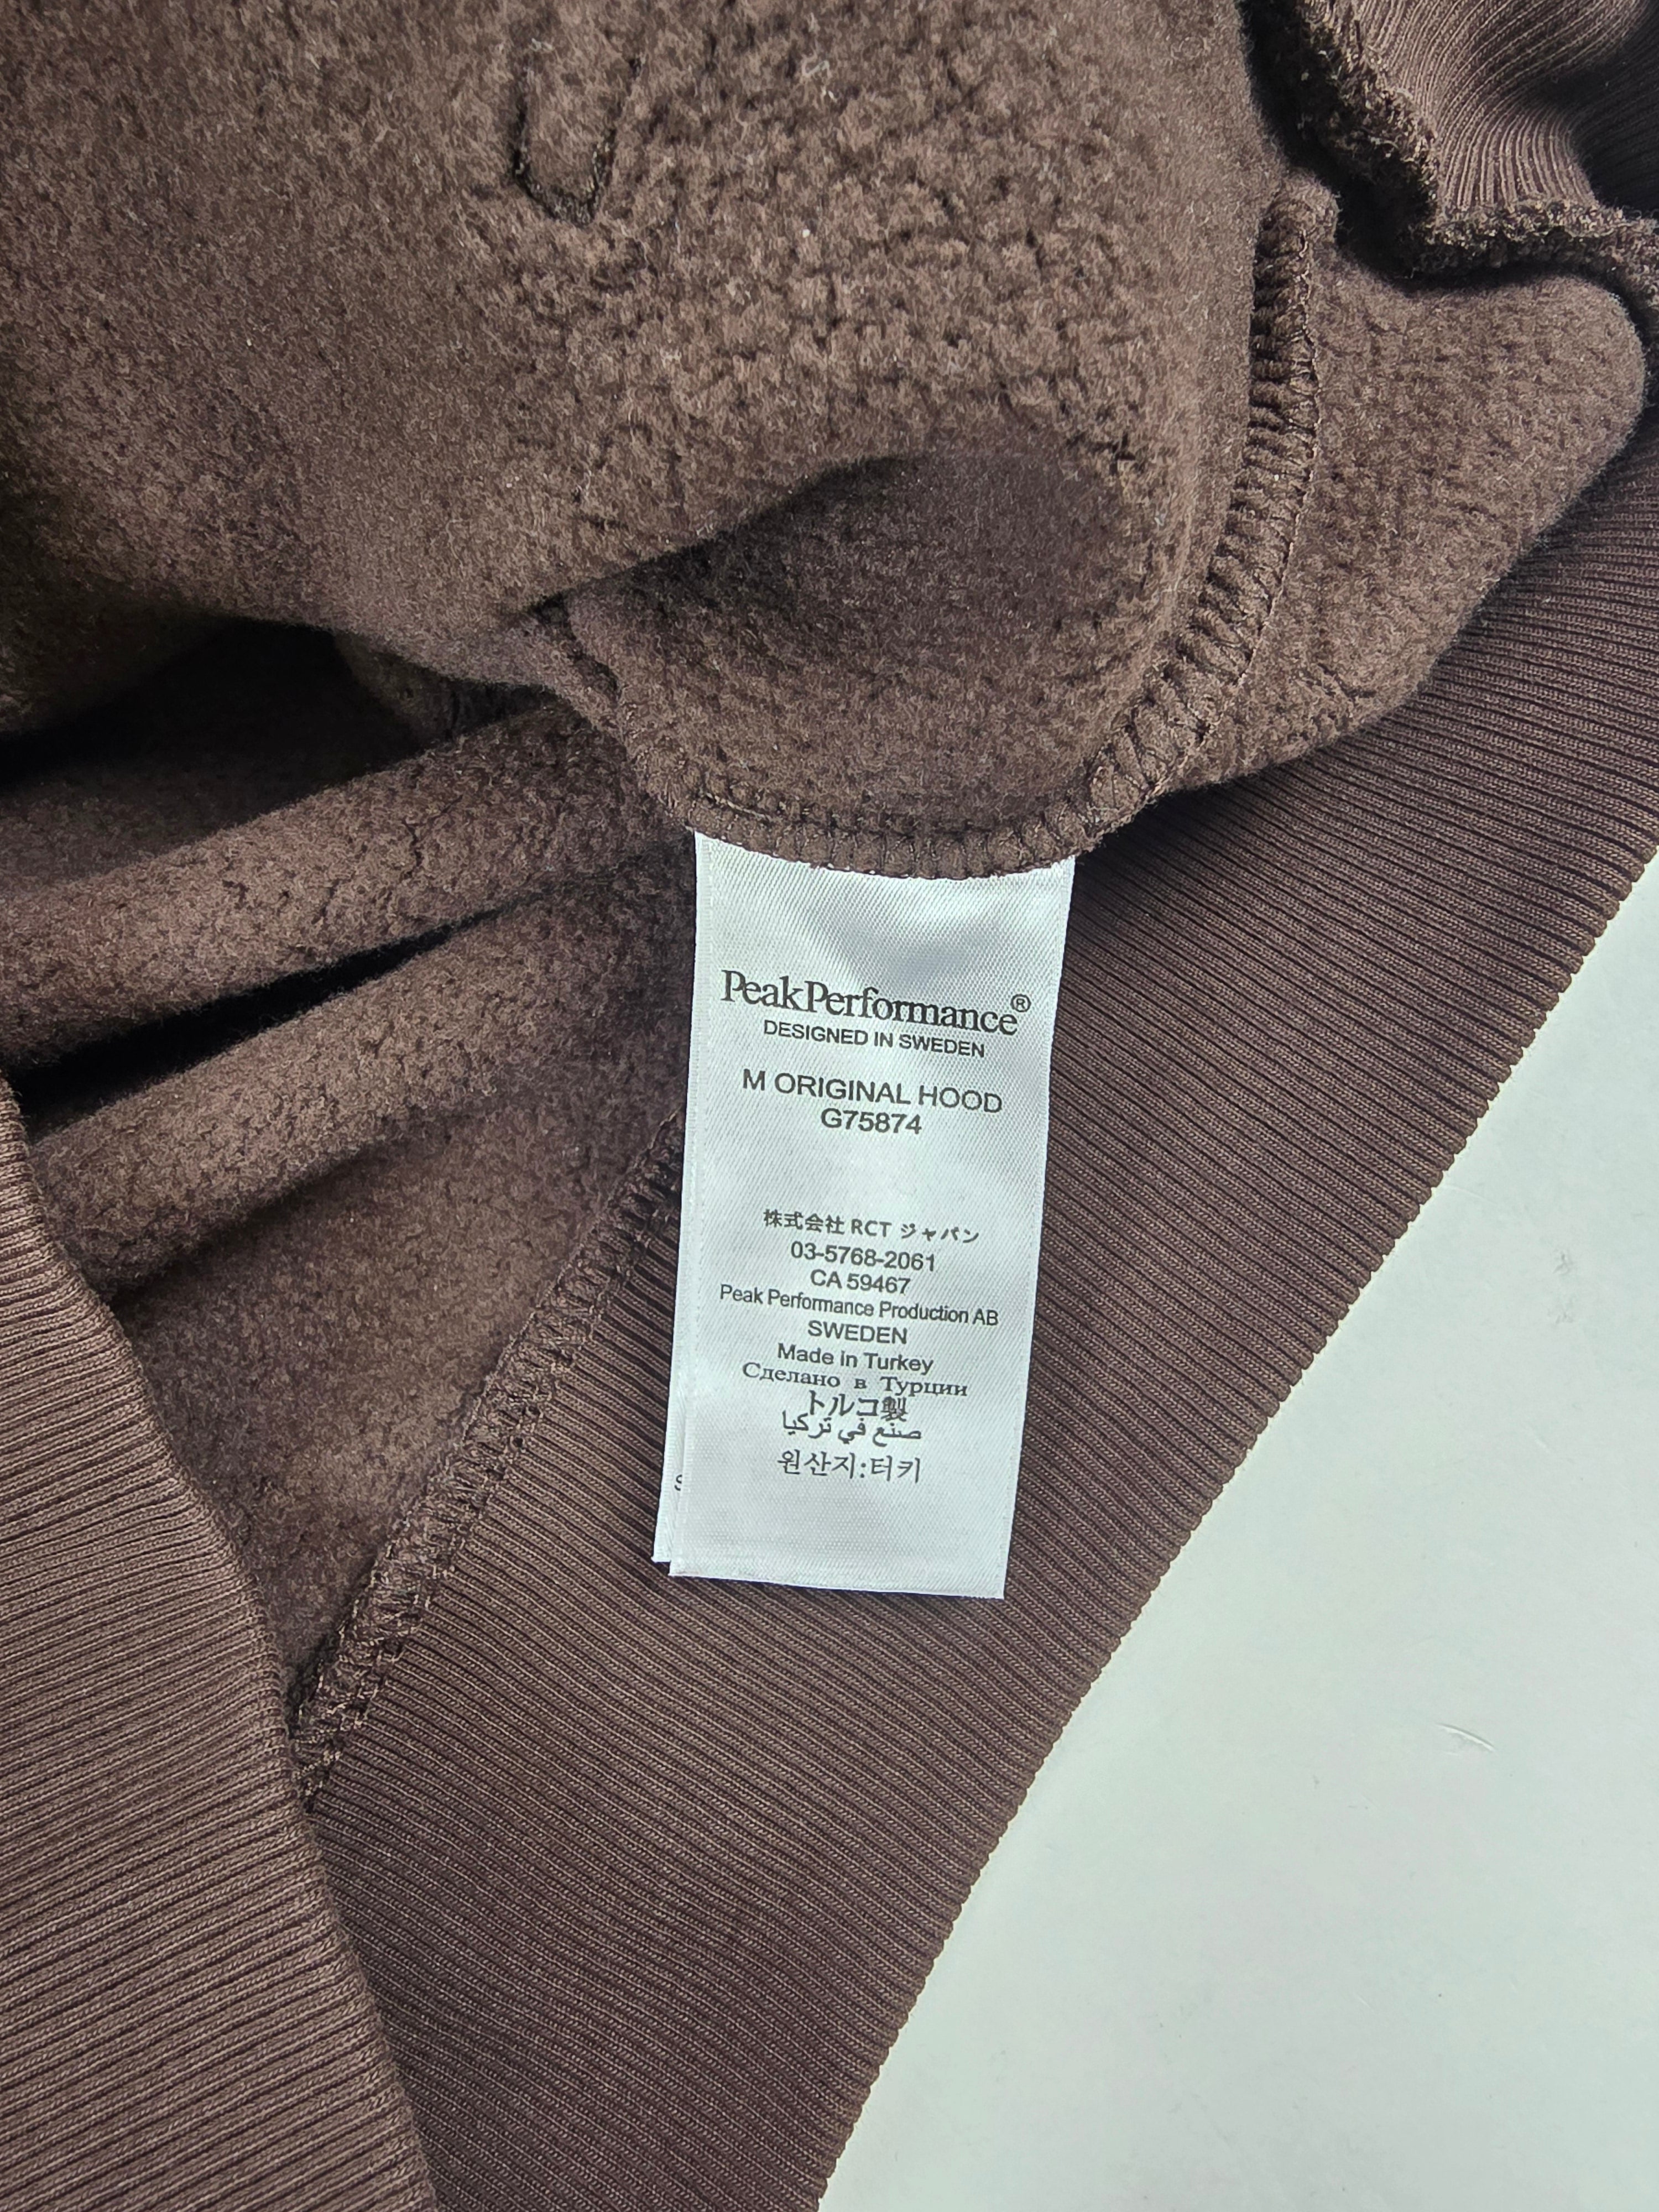 PeakPerformance®
DESIGNED IN SWEDEN
M ORIGINAL HOOD
G75874
株式会社 RCT ジャパン
03-5768-2061
CA 59467
Peak Performance Production AB
SWEDEN
Made in Turkey
Сделано в Турции
トルコ製
صنع في تركيا
원산지:터키